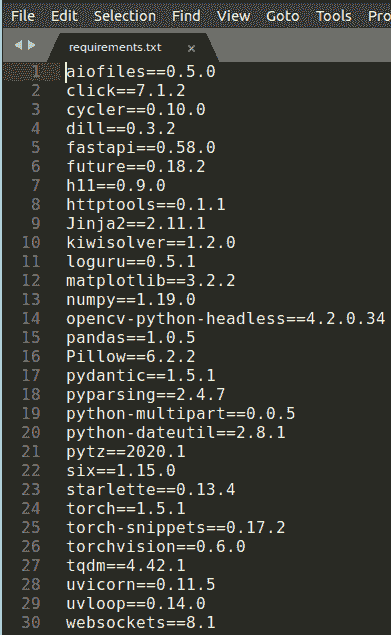 File Edit Selection Find View Goto Tools
requirements.txt ×
1 aiofiles==0.5.0
2 click==7.1.2
3 cycler==0.10.0
4 dill==0.3.2
5 fastapi==0.58.0
6 future==0.18.2
7 h11==0.9.0
8 httptools==0.1.1
9 Jinja2==2.11.1
10 kiwisolver==1.2.0
11 loguru==0.5.1
12 matplotlib==3.2.2
13 numpy==1.19.0
14 opencv-python-headless==4.2.0.34
15 pandas==1.0.5
16 Pillow==6.2.2
17 pydantic==1.5.1
18 pyparsing==2.4.7
19 python-multipart==0.0.5
20 python-dateutil==2.8.1
21 pytz==2020.1
22 six==1.15.0
23 starlette==0.13.4
24 torch==1.5.1
25 torch-snippets==0.17.2
26 torchvision==0.6.0
27 tqdm==4.42.1
28 uvicorn==0.11.5
29 uvloop==0.14.0
30 websockets==8.1